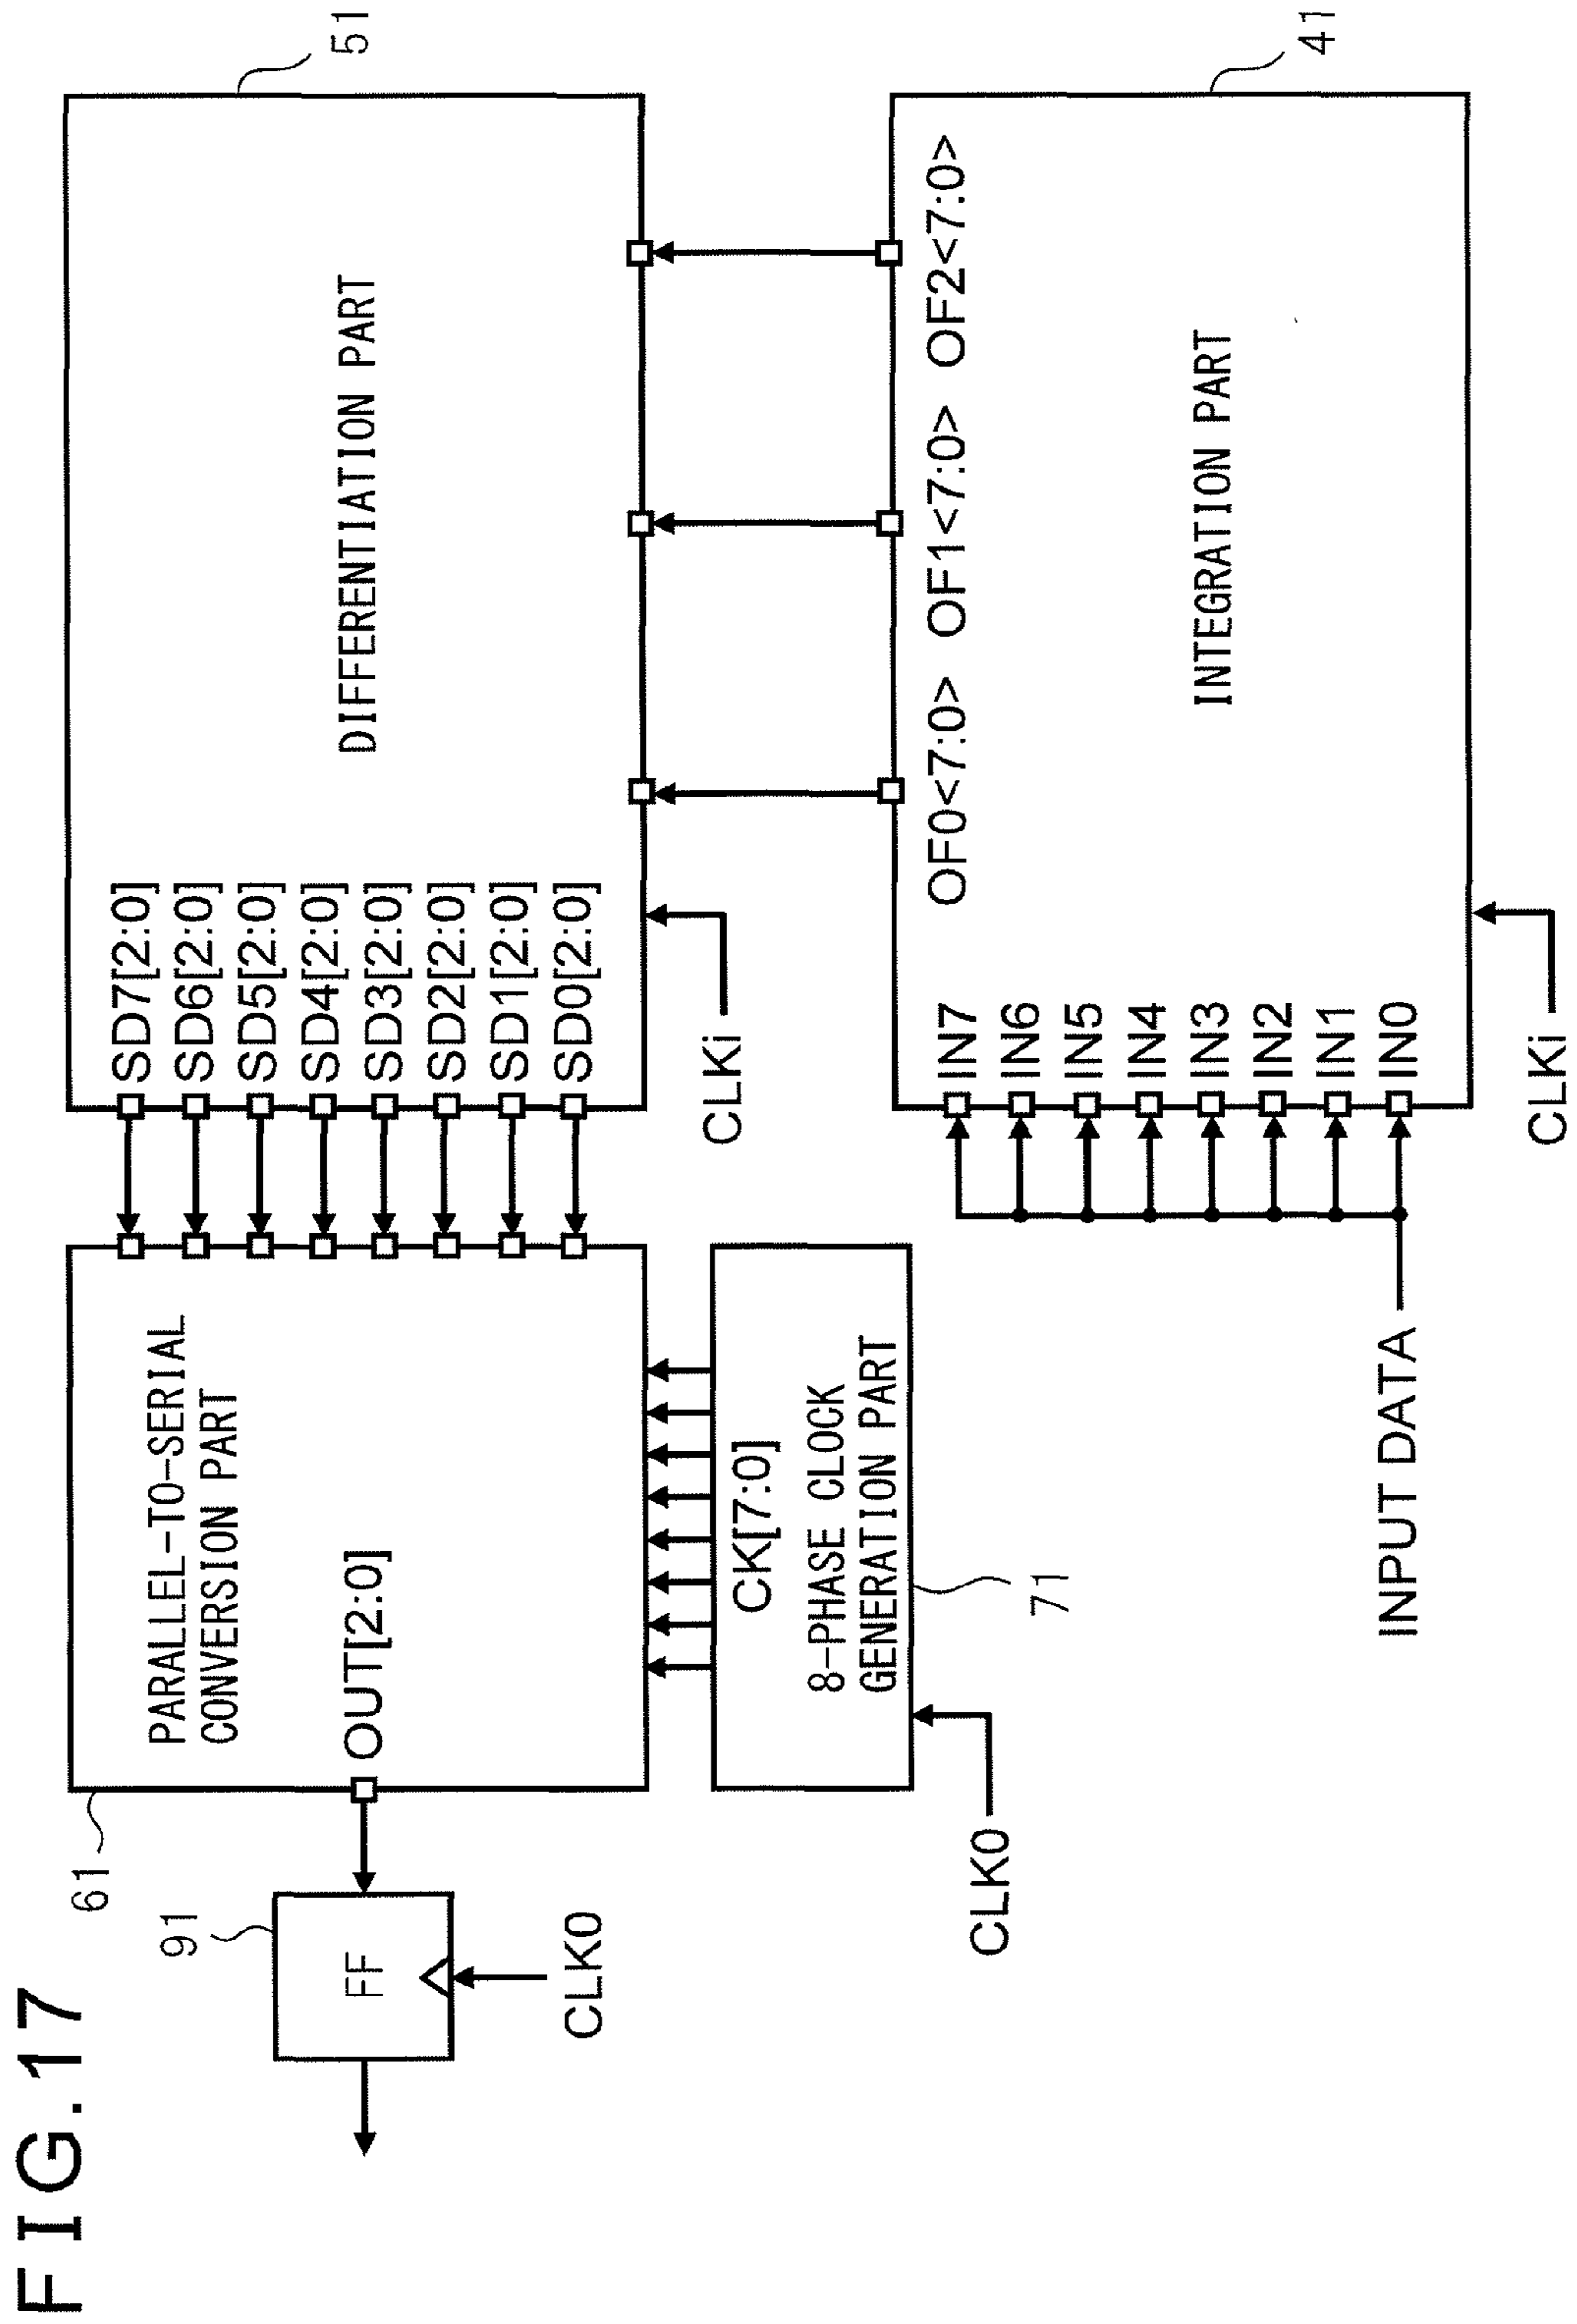 FIG.17
61
PARALLEL-TO-SERIAL
CONVERSION PART
OUT[2:0]
91
FF
CLK0
SD7[2:0]
SD6[2:0]
SD5[2:0]
SD4[2:0]
SD3[2:0]
SD2[2:0]
SD1[2:0]
SD0[2:0]
DIFFERENTIATION PART
51
CLKi
CK[7:0]
8-PHASE CLOCK
GENERATION PART
71
CLK0
OF0<7:0> OF1<7:0> OF2<7:0>
IN7
IN6
IN5
IN4
IN3
IN2
IN1
IN0
INTEGRATION PART
41
INPUT DATA
CLKi